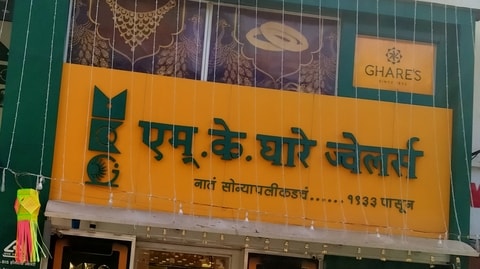 GHARE'S
एम. के. घारे ज्वेलर्स
नातं सोन्यापलीकडचं...... १९३३ पासून